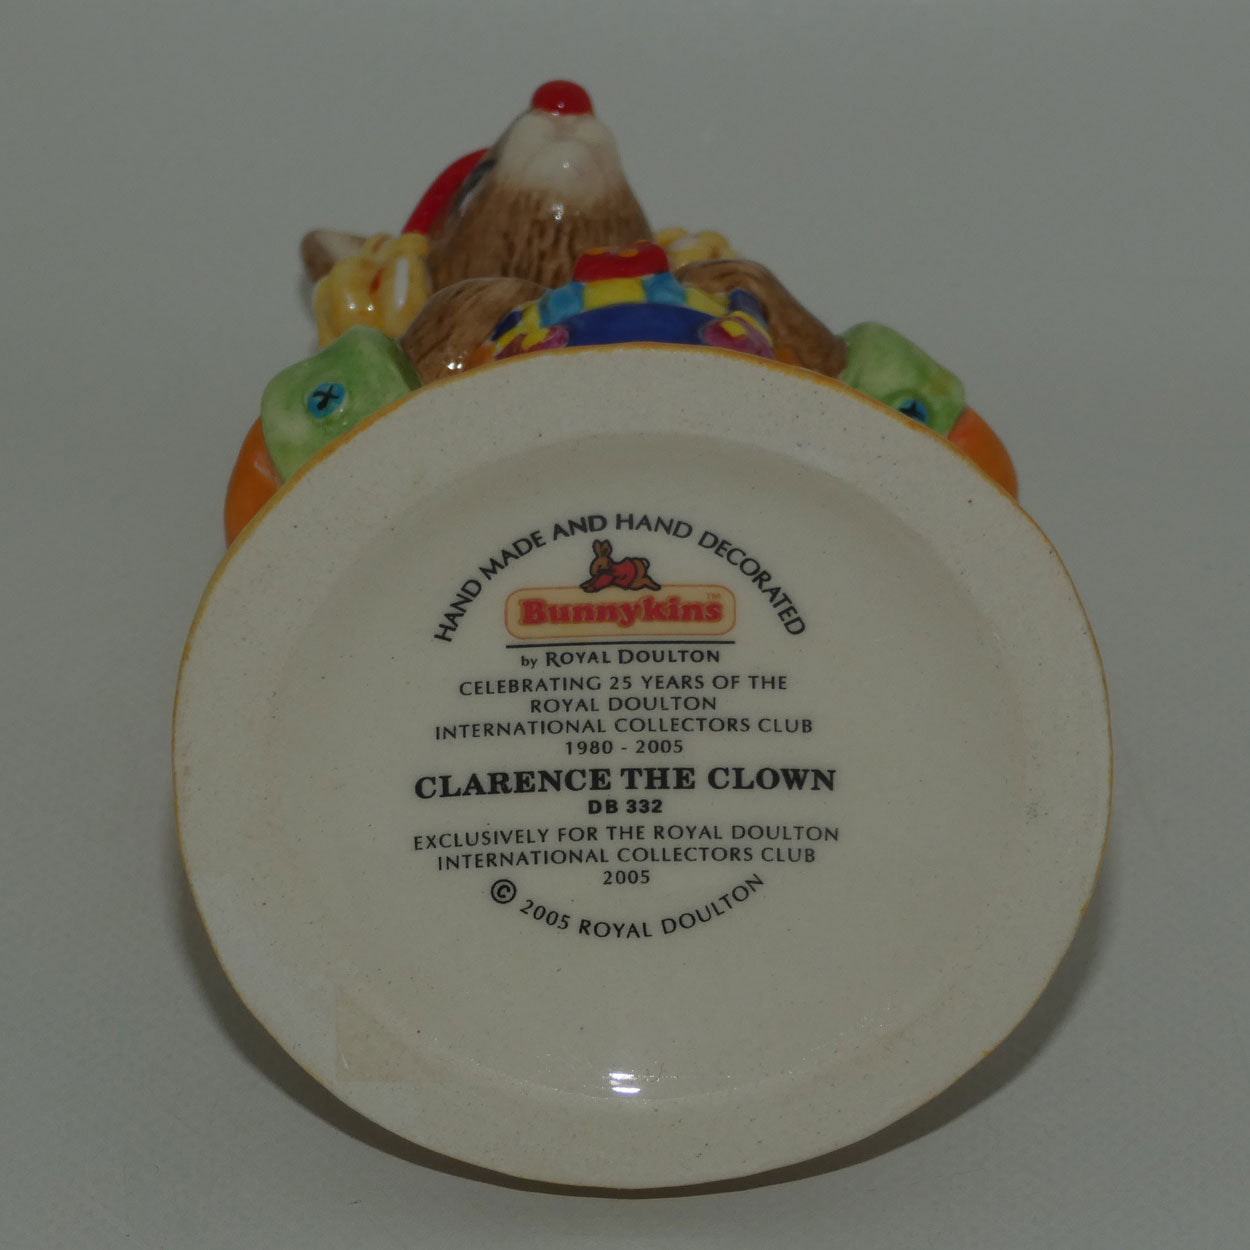 HAND MADE AND HAND DECORATED
Bunnykins™
by ROYAL DOULTON
CELEBRATING 25 YEARS OF THE
ROYAL DOULTON
INTERNATIONAL COLLECTORS CLUB
1980 - 2005
CLARENCE THE CLOWN
DB 332
EXCLUSIVELY FOR THE ROYAL DOULTON
INTERNATIONAL COLLECTORS CLUB
2005
© 2005 ROYAL DOULTON